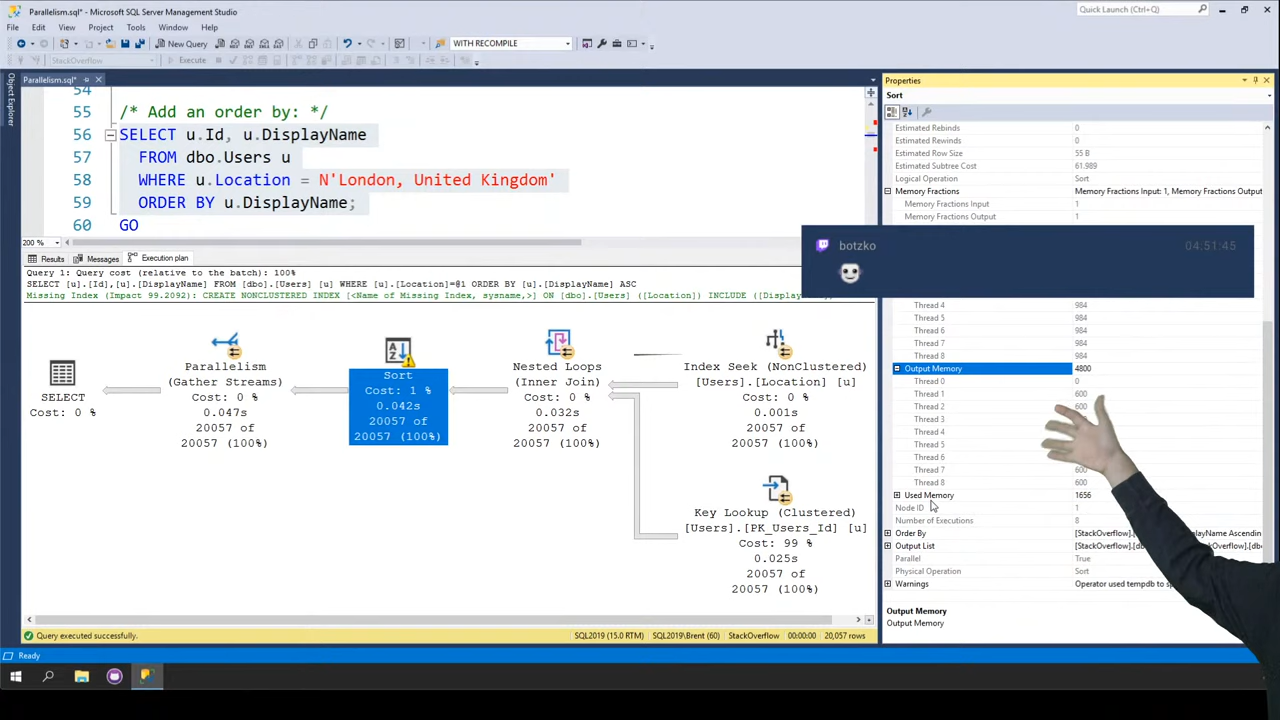 Parallelism.sql* - Microsoft SQL Server Management Studio
Quick Launch (Ctrl+Q)
File Edit View Project Tools Window Help
New Query
WITH RECOMPILE
StackOverflow
Execute
Object Explorer
Parallelism.sql*
54
55 /* Add an order by: */
56 SELECT u.Id, u.DisplayName
57 FROM dbo.Users u
58 WHERE u.Location = N'London, United Kingdom'
59 ORDER BY u.DisplayName;
60 GO
200 %
Results Messages Execution plan
Query 1: Query cost (relative to the batch): 100%
SELECT [u].[Id],[u].[DisplayName] FROM [dbo].[Users] [u] WHERE [u].[Location]=@1 ORDER BY [u].[DisplayName] ASC
Missing Index (Impact 99.2092): CREATE NONCLUSTERED INDEX [<Name of Missing Index, sysname,>] ON [dbo].[Users] ([Location]) INCLUDE ([Display
SELECT
Cost: 0 %
Parallelism
(Gather Streams)
Cost: 0 %
0.047s
20057 of
20057 (100%)
Sort
Cost: 1 %
0.042s
20057 of
20057 (100%)
Nested Loops
(Inner Join)
Cost: 0 %
0.032s
20057 of
20057 (100%)
Index Seek (NonClustered)
[Users].[Location] [u]
Cost: 0 %
0.001s
20057 of
20057 (100%)
Key Lookup (Clustered)
[Users].[PK_Users_Id] [u]
Cost: 99 %
0.025s
20057 of
20057 (100%)
Query executed successfully.
SQL2019 (15.0 RTM) SQL2019\Brent (60) StackOverflow 00:00:00 20,057 rows
Ready
Properties
Sort
Estimated Rebinds 0
Estimated Rewinds 0
Estimated Row Size 55 B
Estimated Subtree Cost 61.989
Logical Operation Sort
Memory Fractions Memory Fractions Input: 1, Memory Fractions Output
Memory Fractions Input 1
Memory Fractions Output 1
botzko 04:51:45
Thread 4 984
Thread 5 984
Thread 6 984
Thread 7 984
Thread 8 984
Output Memory 4800
Thread 0 0
Thread 1 600
Thread 2 600
Thread 3
Thread 4
Thread 5
Thread 6
Thread 7 600
Thread 8 600
Used Memory 1656
Node ID 1
Number of Executions 8
Order By [StackOverflow].[
Output List [StackOverflow].[dbo
Parallel True
Physical Operation Sort
Warnings Operator used tempdb to
Output Memory
Output Memory